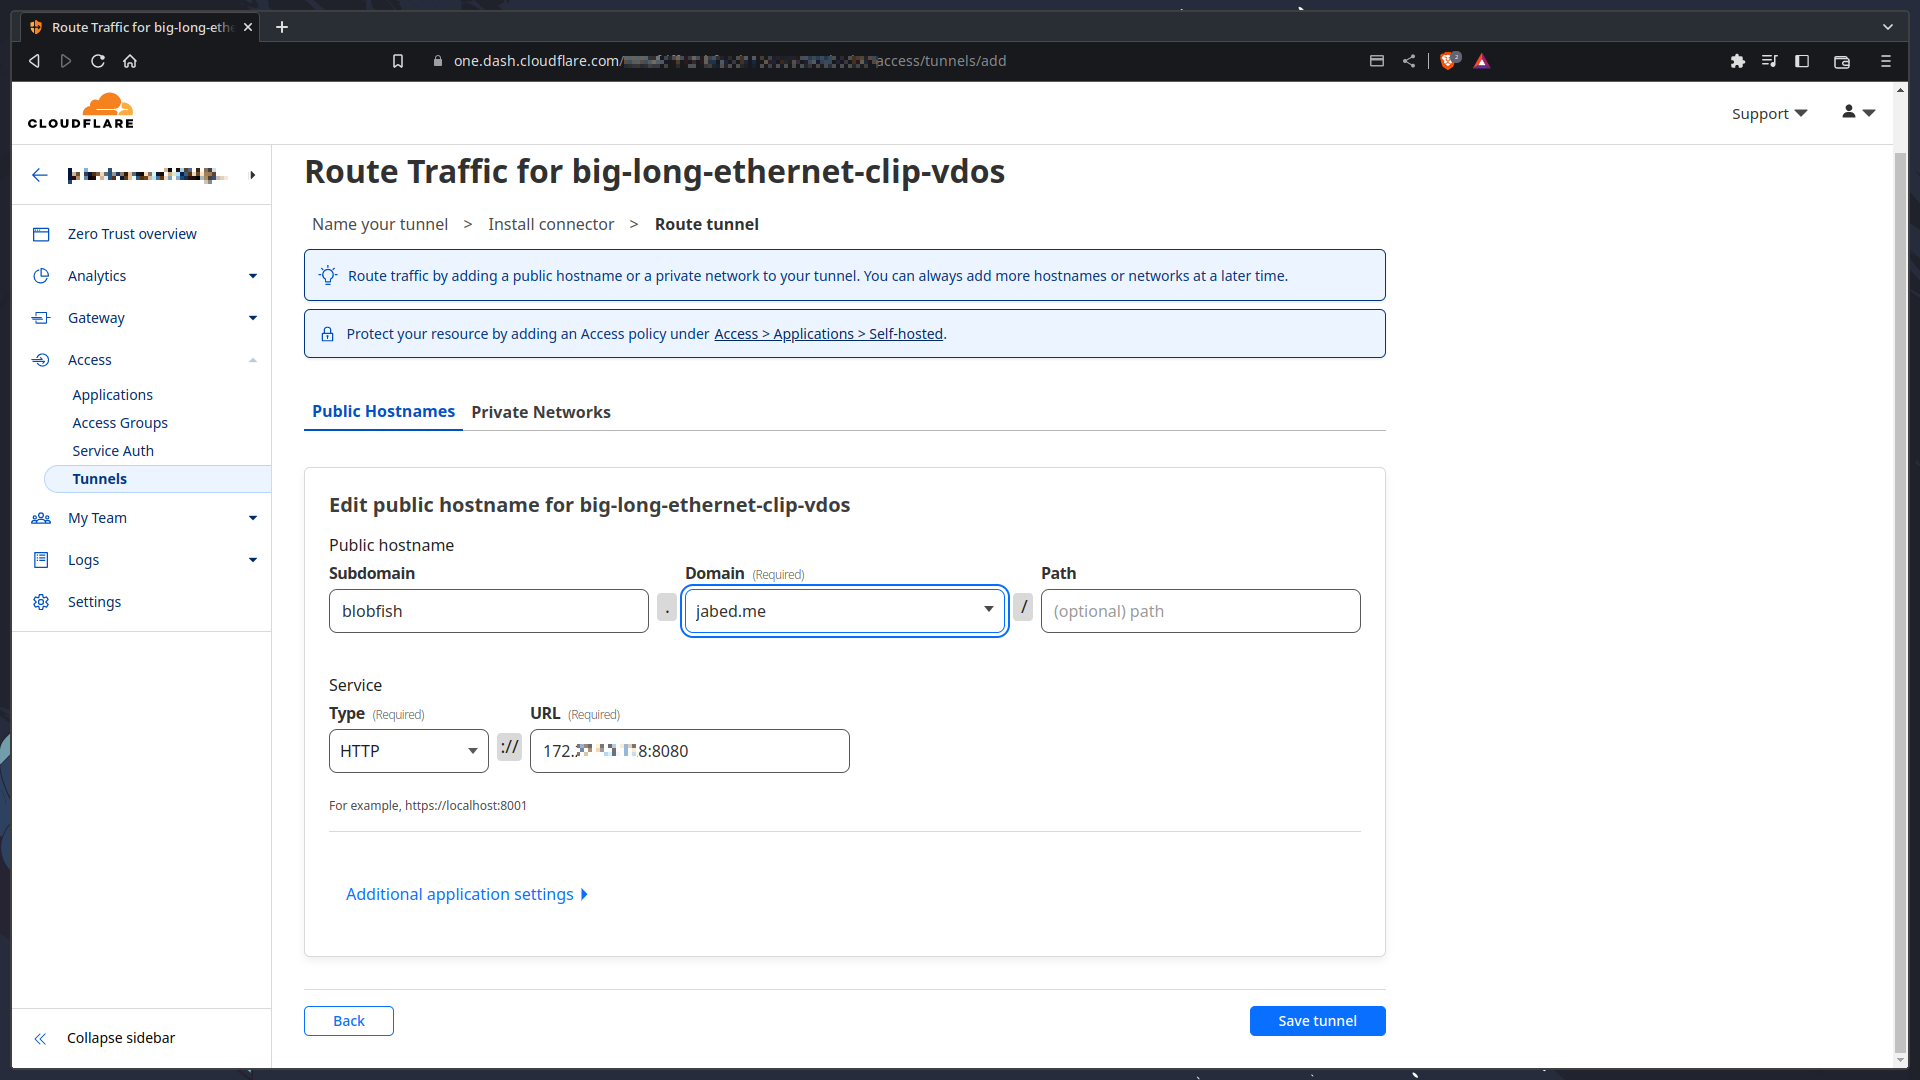 Route Traffic for big-long-eth
one.dash.cloudflare.com/ access/tunnels/add
2
CLOUDFLARE
Support
Zero Trust overview
Analytics
Gateway
Access
Applications
Access Groups
Service Auth
Tunnels
My Team
Logs
Settings
Collapse sidebar
Route Traffic for big-long-ethernet-clip-vdos
Name your tunnel > Install connector > Route tunnel
Route traffic by adding a public hostname or a private network to your tunnel. You can always add more hostnames or networks at a later time.
Protect your resource by adding an Access policy under Access > Applications > Self-hosted.
Public Hostnames Private Networks
Edit public hostname for big-long-ethernet-clip-vdos
Public hostname
Subdomain Domain (Required) Path
blobfish . jabed.me / (optional) path
Service
Type (Required) URL (Required)
HTTP :// 172. 8:8080
For example, https://localhost:8001
Additional application settings
Back Save tunnel